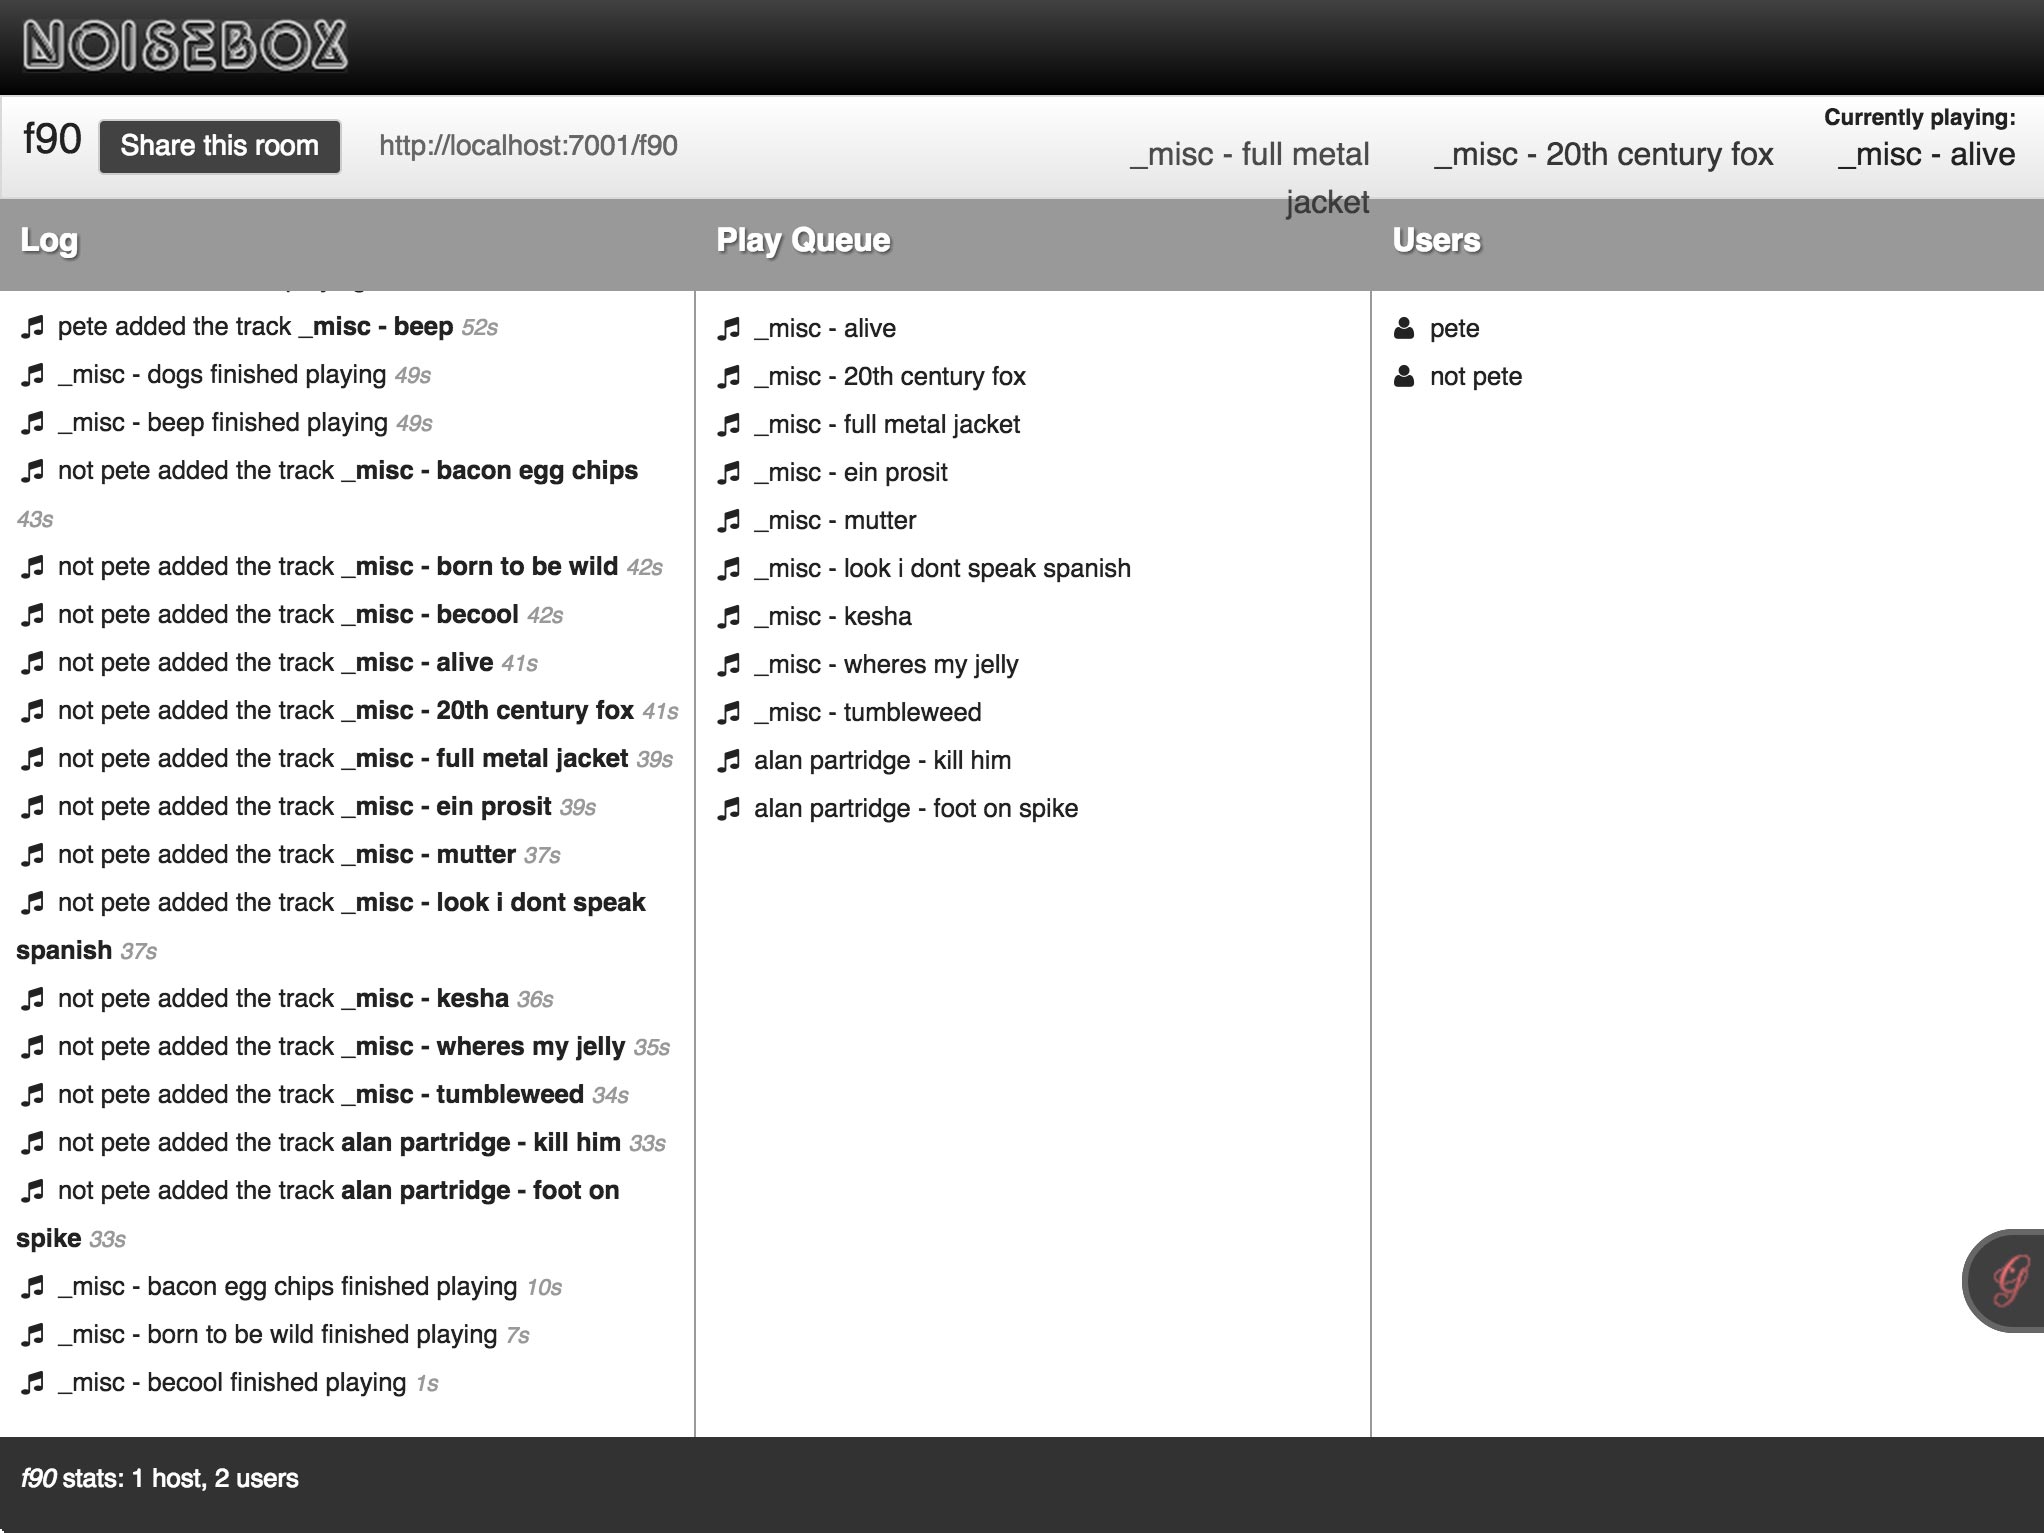 NOISEBOX
f90 Share this room http://localhost:7001/f90
Currently playing:
_misc - full metal jacket
_misc - 20th century fox
_misc - alive
Log
pete added the track _misc - beep 52s
_misc - dogs finished playing 49s
_misc - beep finished playing 49s
not pete added the track _misc - bacon egg chips
43s
not pete added the track _misc - born to be wild 42s
not pete added the track _misc - becool 42s
not pete added the track _misc - alive 41s
not pete added the track _misc - 20th century fox 41s
not pete added the track _misc - full metal jacket 39s
not pete added the track _misc - ein prosit 39s
not pete added the track _misc - mutter 37s
not pete added the track _misc - look i dont speak
spanish 37s
not pete added the track _misc - kesha 36s
not pete added the track _misc - wheres my jelly 35s
not pete added the track _misc - tumbleweed 34s
not pete added the track alan partridge - kill him 33s
not pete added the track alan partridge - foot on
spike 33s
_misc - bacon egg chips finished playing 10s
_misc - born to be wild finished playing 7s
_misc - becool finished playing 1s
Play Queue
_misc - alive
_misc - 20th century fox
_misc - full metal jacket
_misc - ein prosit
_misc - mutter
_misc - look i dont speak spanish
_misc - kesha
_misc - wheres my jelly
_misc - tumbleweed
alan partridge - kill him
alan partridge - foot on spike
Users
pete
not pete
G
f90 stats: 1 host, 2 users